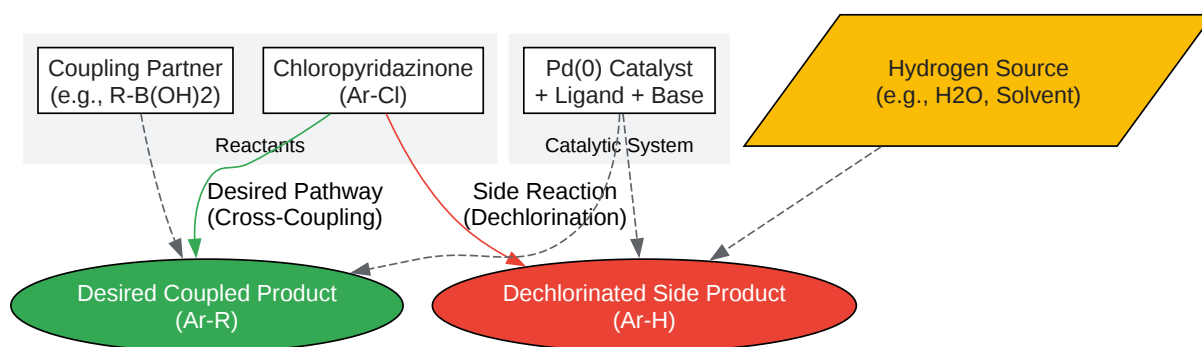 Coupling Partner
(e.g., R-B(OH)2)
Chloropyridazinone
(Ar-Cl)
Pd(0) Catalyst
+ Ligand + Base
Hydrogen Source
(e.g., H2O, Solvent)
Reactants
Catalytic System
Desired Pathway
(Cross-Coupling)
Side Reaction
(Dechlorination)
Desired Coupled Product
(Ar-R)
Dechlorinated Side Product
(Ar-H)